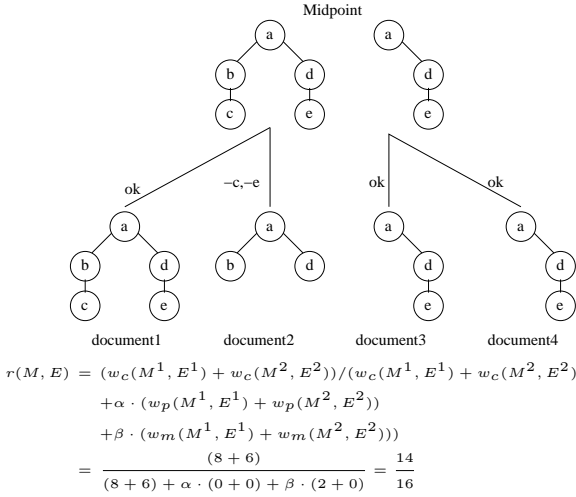 Midpoint
a a
b d d
c e e
ok –c,–e ok ok
a a a a
b d b d d d
c e e e
document1 document2 document3 document4
r(M, E) = (w_c(M^1, E^1) + w_c(M^2, E^2))/(w_c(M^1, E^1) + w_c(M^2, E^2)
+α · (w_p(M^1, E^1) + w_p(M^2, E^2))
+β · (w_m(M^1, E^1) + w_m(M^2, E^2)))
= (8 + 6) / (8 + 6) + α · (0 + 0) + β · (2 + 0) = 14 / 16